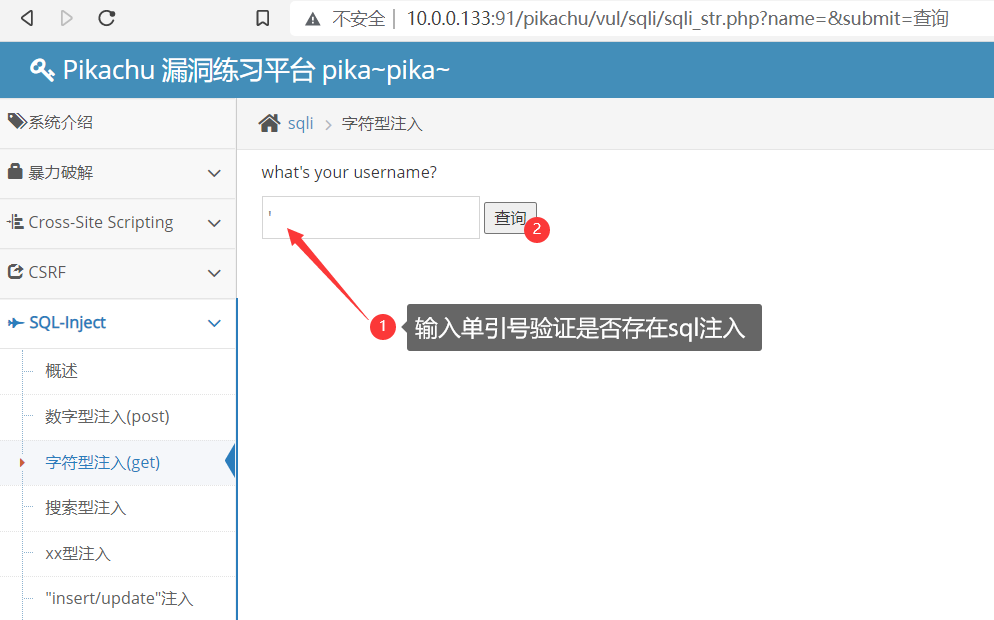 不安全 | 10.0.0.133:91/pikachu/vul/sqli/sqli_str.php?name=&submit=查询
Pikachu 漏洞练习平台 pika~pika~
系统介绍
sqli > 字符型注入
暴力破解
what's your username?
Cross-Site Scripting
' 查询
2
CSRF
SQL-Inject
1 输入单引号验证是否存在sql注入
概述
数字型注入(post)
字符型注入(get)
搜索型注入
xx型注入
"insert/update"注入